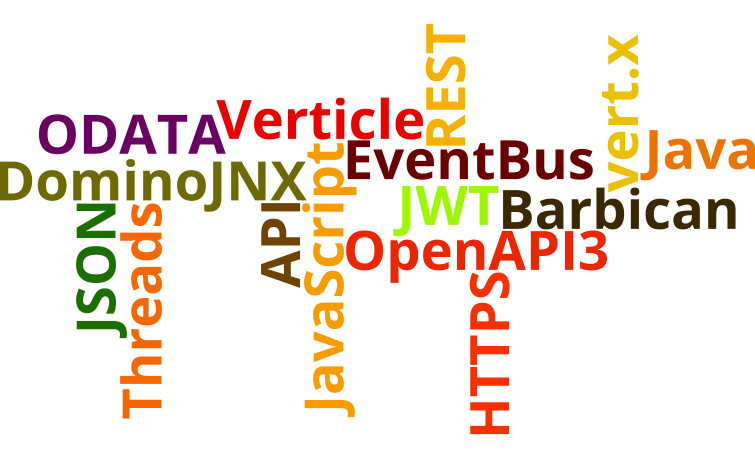 REST
vert.x
Verticle
ODATA
Java
EventBus
DominoJNX
JWT
Barbican
JSON
Threads
API
JavaScript
OpenAPI3
HTTPS